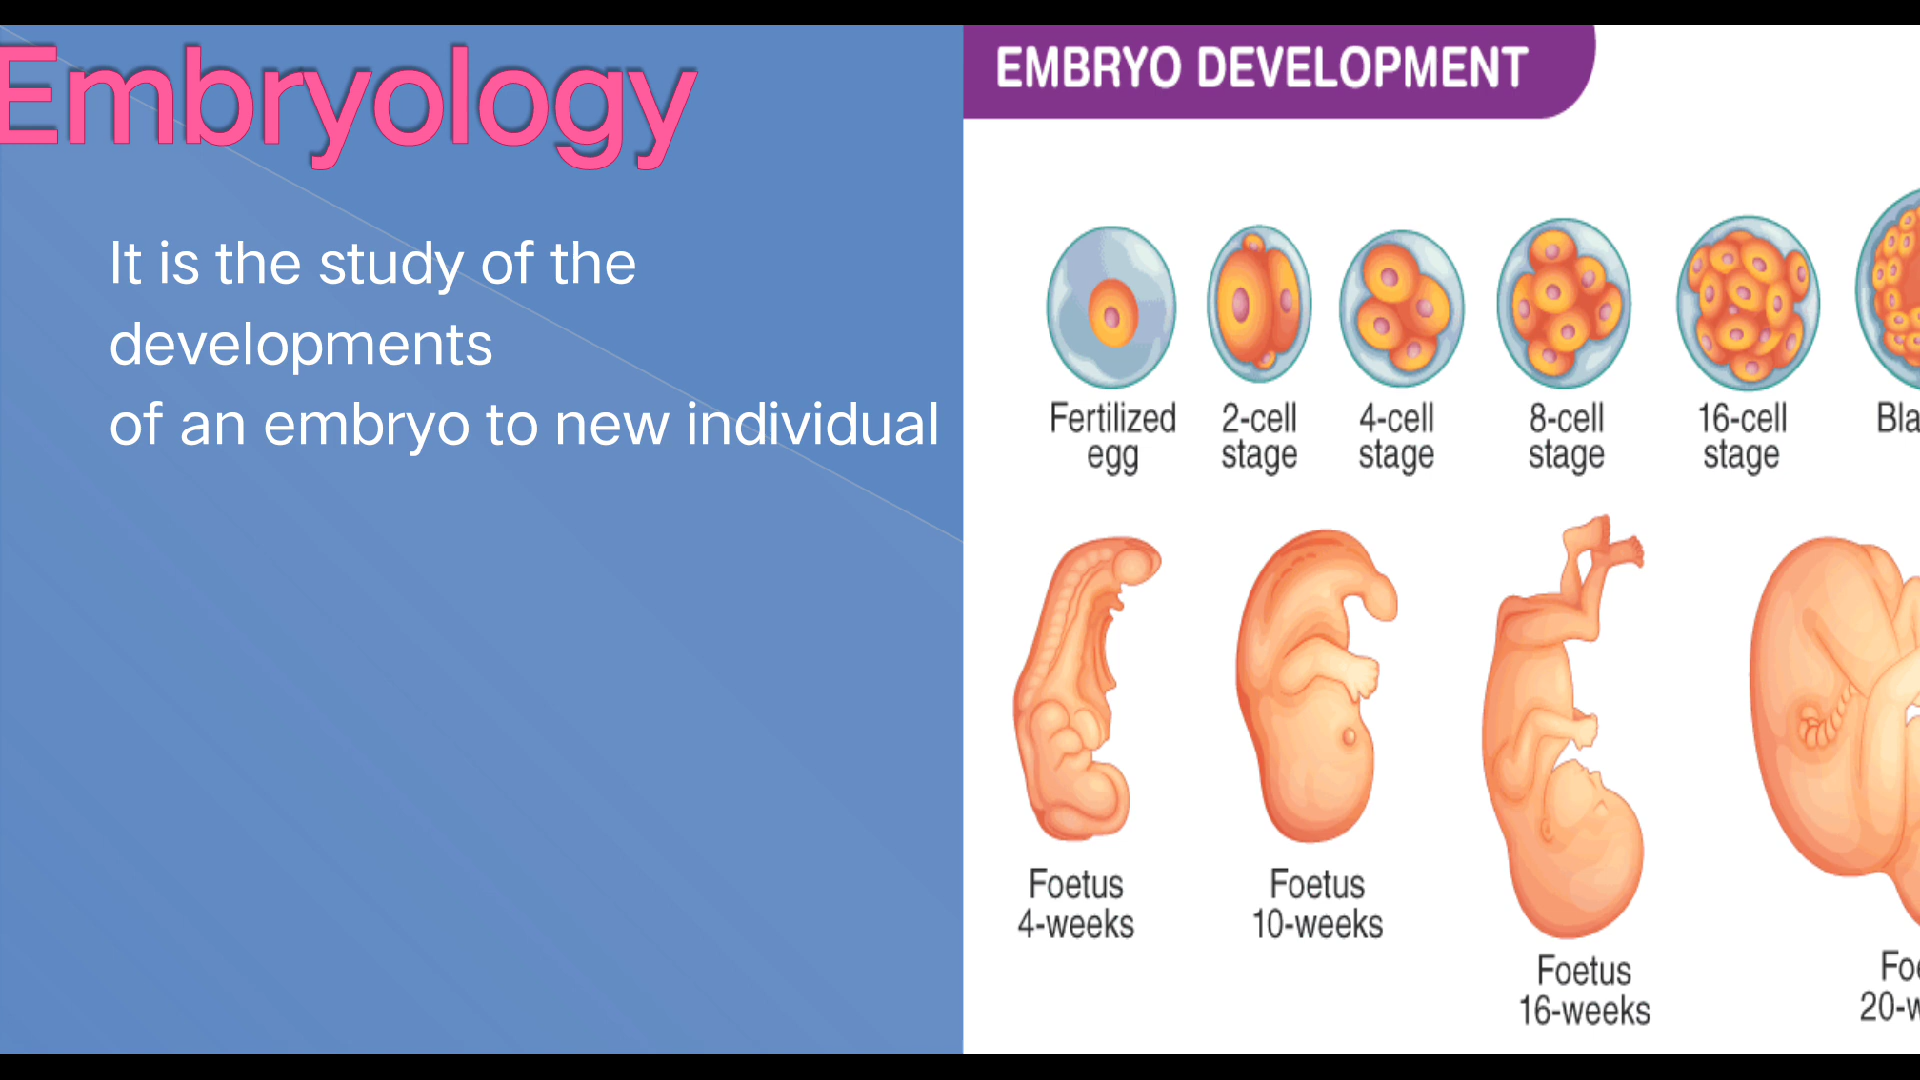 Embryology
It is the study of the
developments
of an embryo to new individual
EMBRYO DEVELOPMENT
Fertilized
egg
2-cell
stage
4-cell
stage
8-cell
stage
16-cell
stage
Foetus
4-weeks
Foetus
10-weeks
Foetus
16-weeks